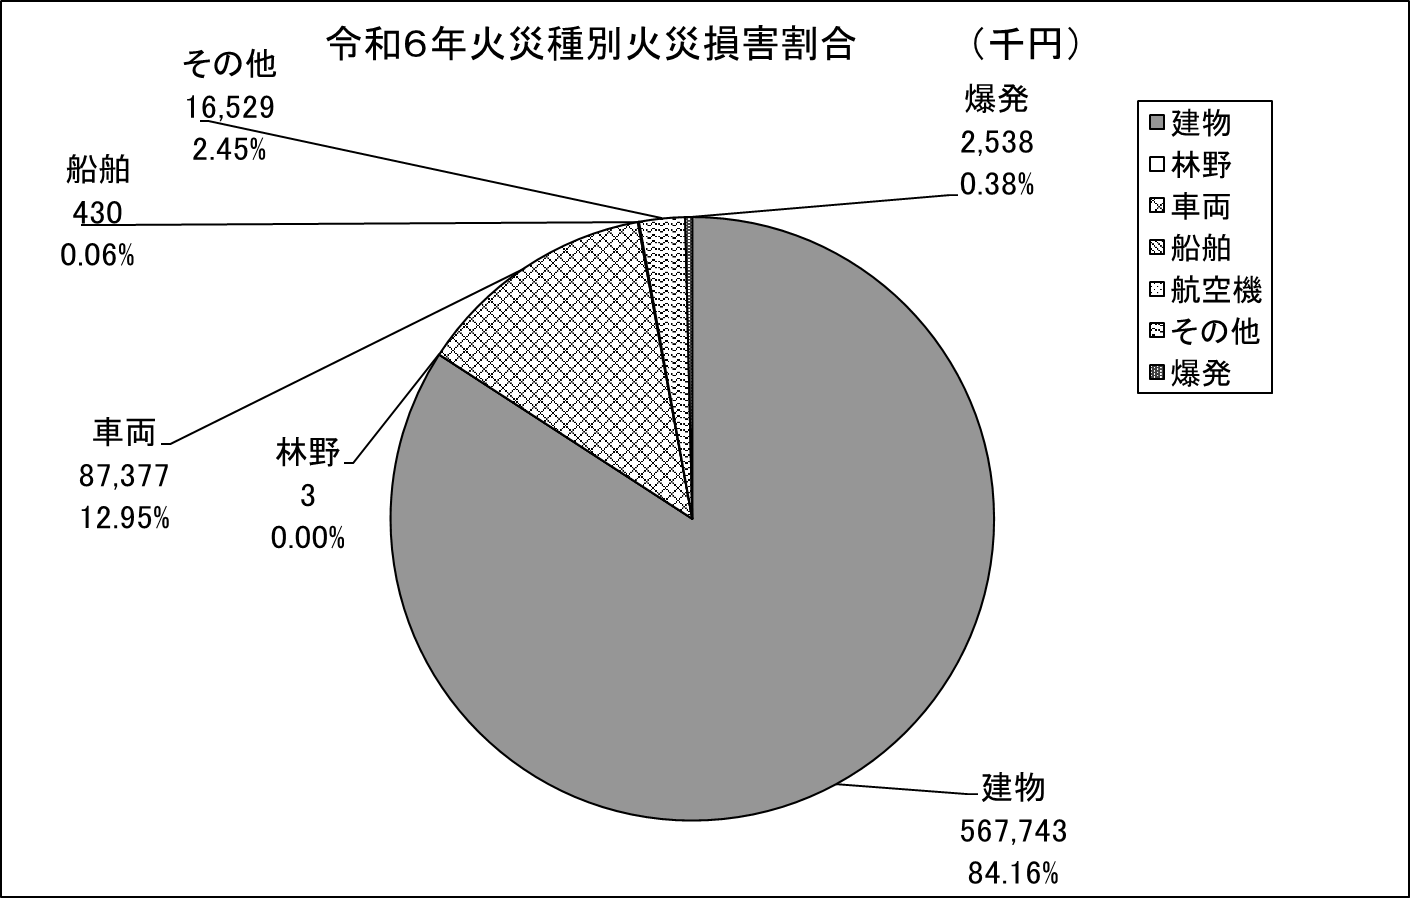 令和６年火災種別火災損害割合　　　（千円）
その他
16,529
2.45%
爆発
2,538
0.38%
船舶
430
0.06%
車両
87,377
12.95%
林野
3
0.00%
建物
567,743
84.16%
建物
林野
車両
船舶
航空機
その他
爆発